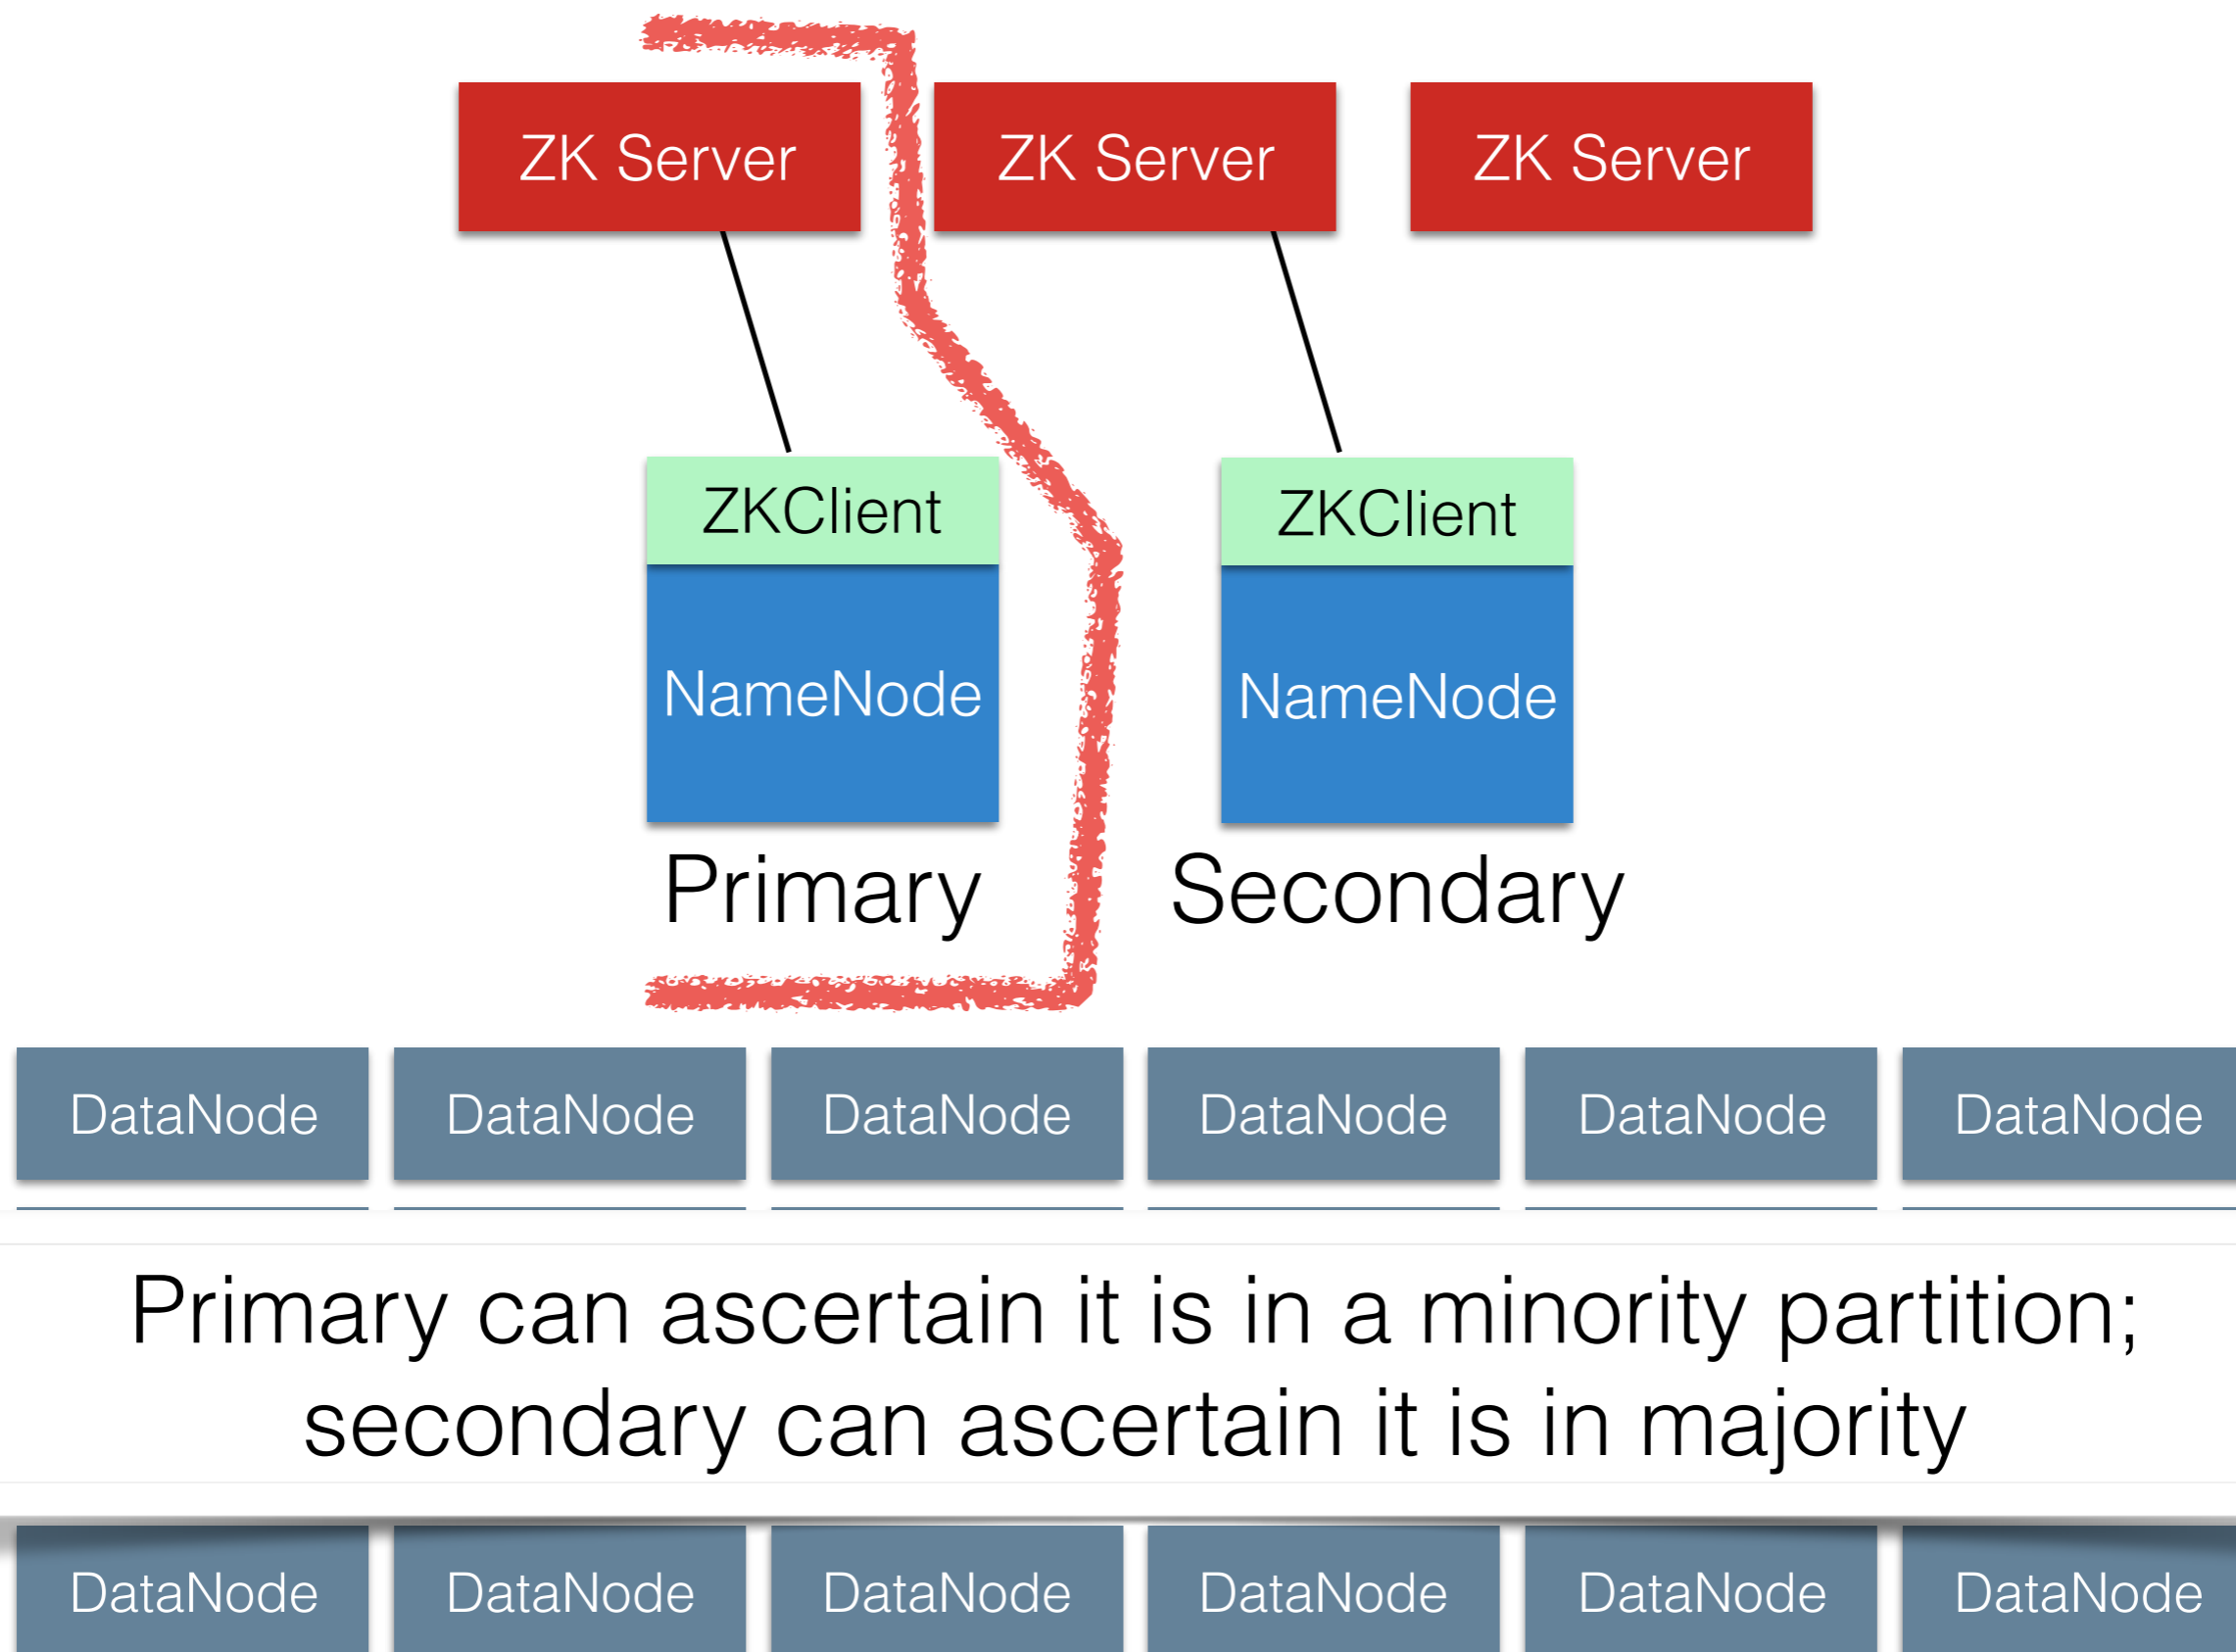 ZK Server ZK Server ZK Server
ZKClient ZKClient
NameNode NameNode
Primary Secondary
DataNode DataNode DataNode DataNode DataNode DataNode
Primary can ascertain it is in a minority partition;
secondary can ascertain it is in majority
DataNode DataNode DataNode DataNode DataNode DataNode